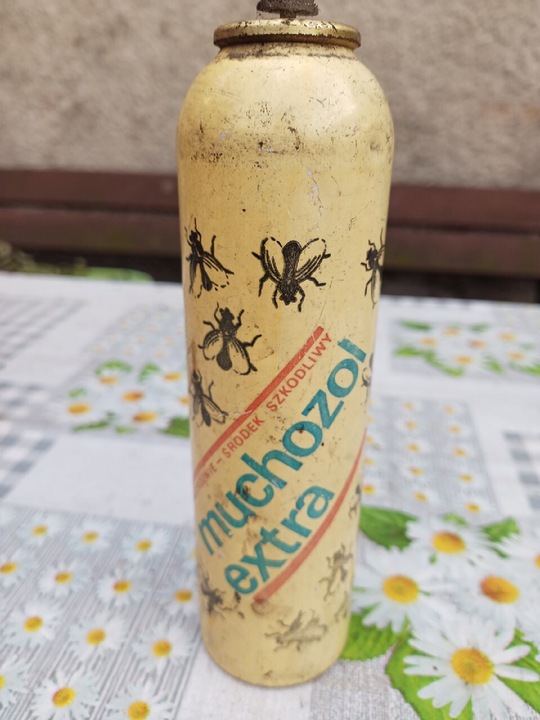 - ŚRODEK SZKODLIWY
muchozol
extra